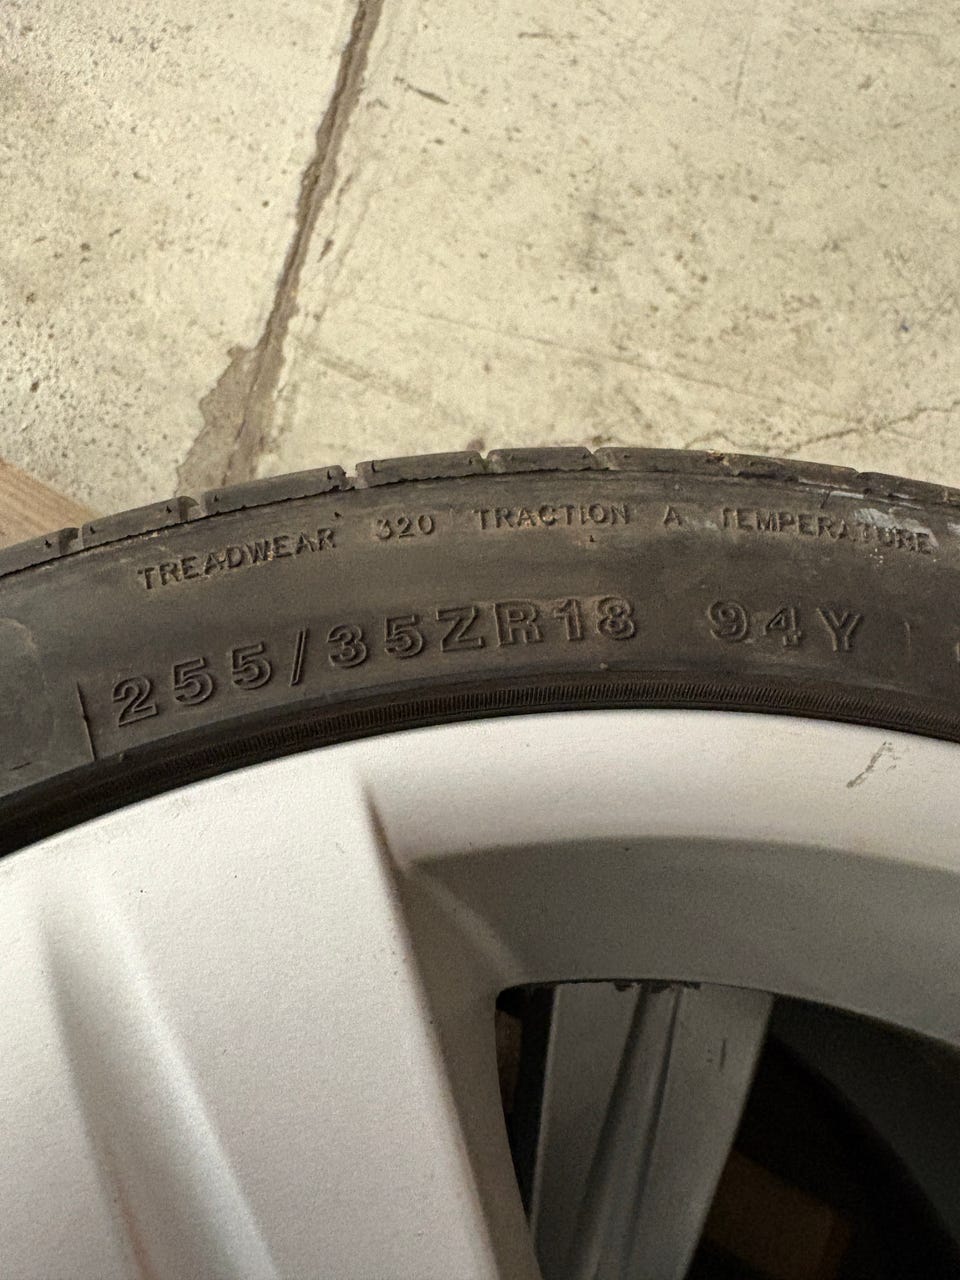 TREADWEAR 320 TRACTION A TEMPERATURE
255/35ZR18 94Y